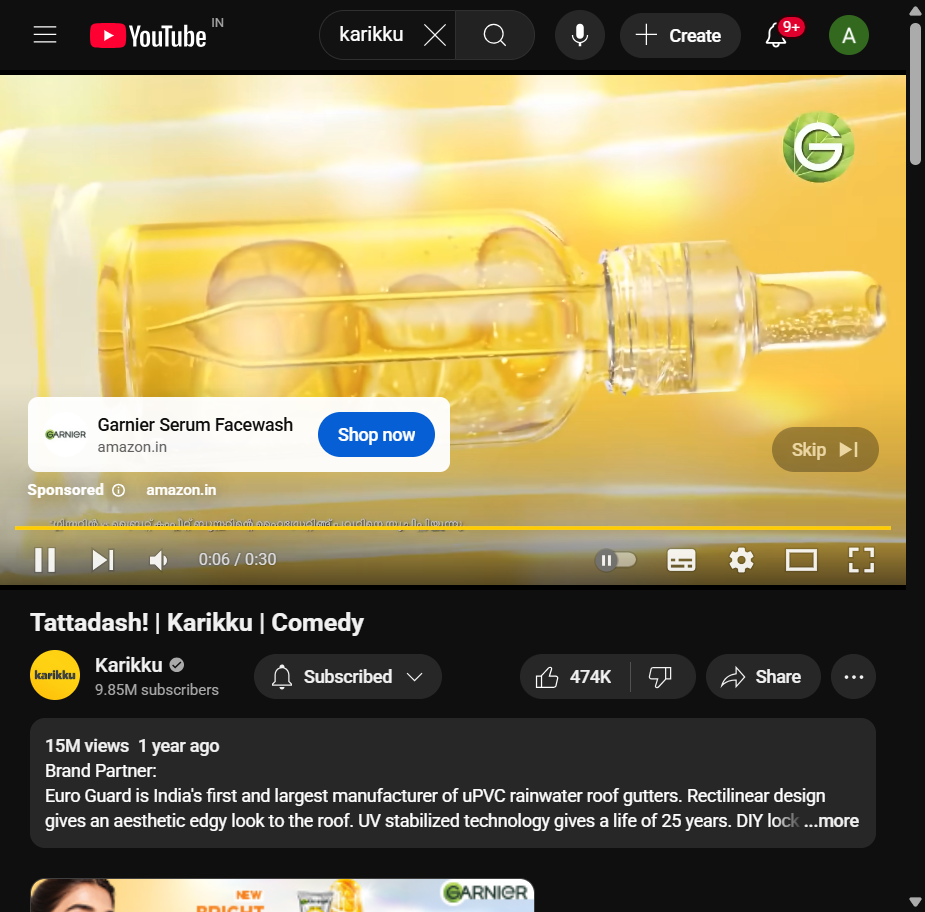 YouTube IN
karikku
Create
9+
A
G
GARNIER
Garnier Serum Facewash
amazon.in
Shop now
Skip
Sponsored
amazon.in
0:06 / 0:30
Tattadash! | Karikku | Comedy
karikku
Karikku
9.85M subscribers
Subscribed
474K
Share
15M views 1 year ago
Brand Partner:
Euro Guard is India's first and largest manufacturer of uPVC rainwater roof gutters. Rectilinear design
gives an aesthetic edgy look to the roof. UV stabilized technology gives a life of 25 years. DIY lock ...more
NEW
BRIGHT
GARNIER